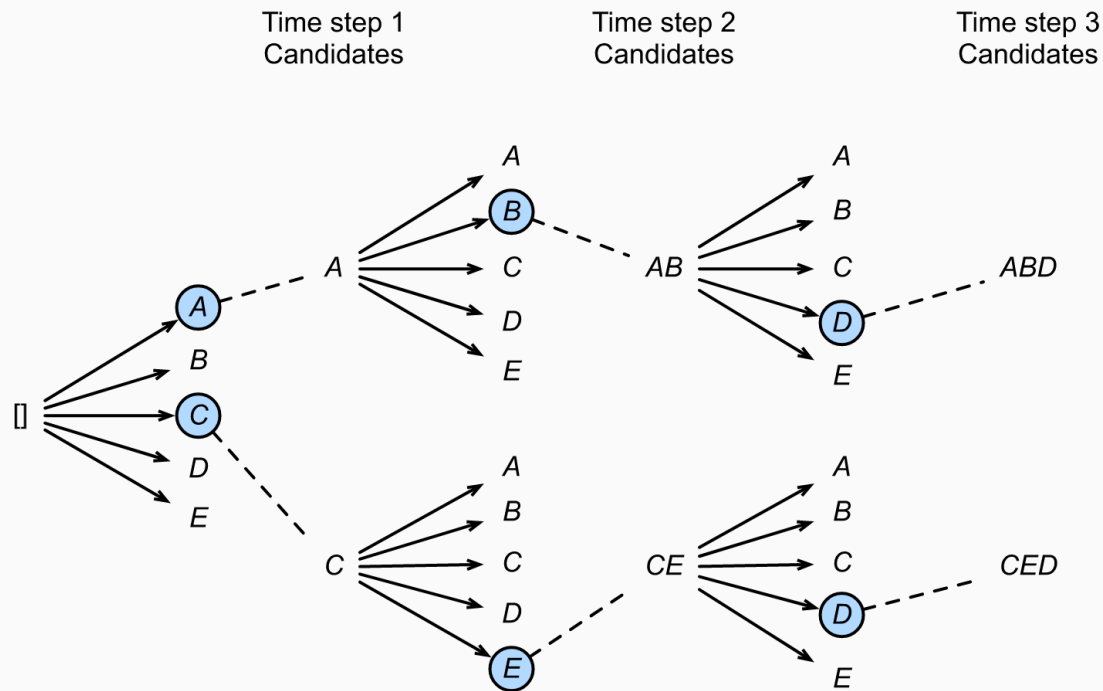 Time step 1
Candidates
Time step 2
Candidates
Time step 3
Candidates
[]
A
B
C
D
E
A
A
B
C
D
E
AB
A
B
C
D
E
ABD
C
A
B
C
D
E
CE
A
B
C
D
E
CED